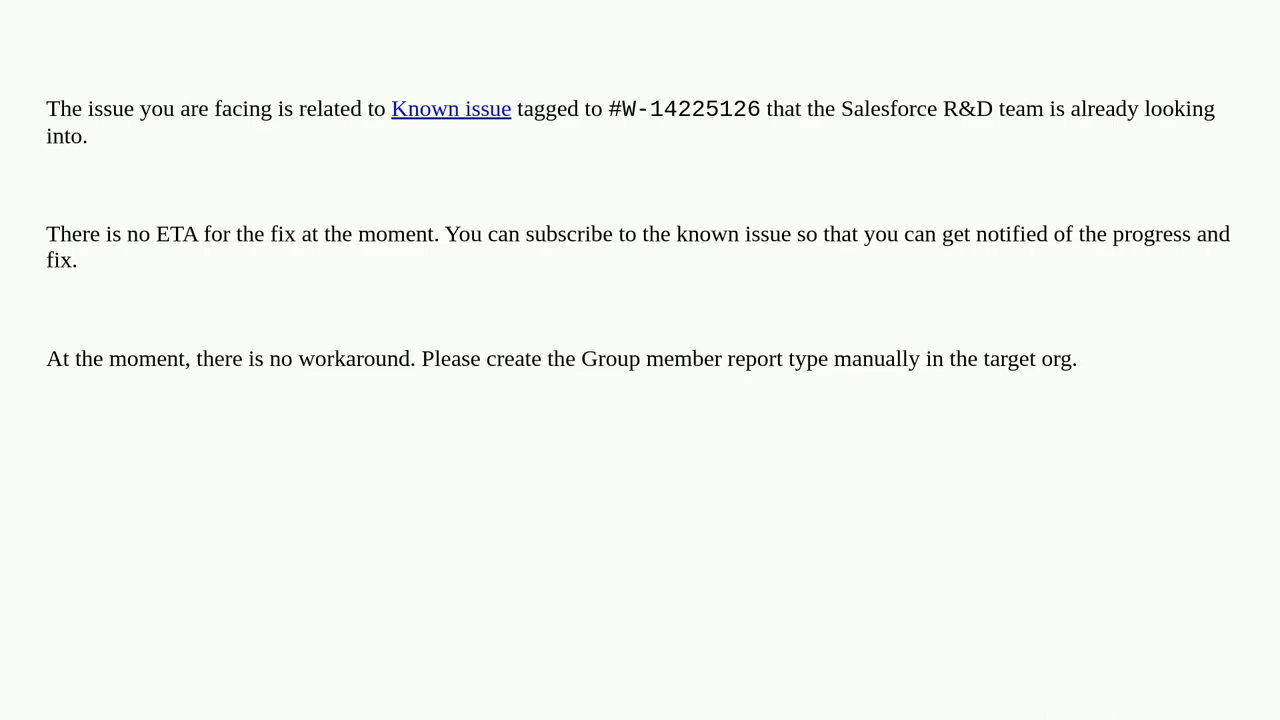 The issue you are facing is related to Known issue tagged to #W-14225126 that the Salesforce R&D team is already looking
into.
There is no ETA for the fix at the moment. You can subscribe to the known issue so that you can get notified of the progress and
fix.
At the moment, there is no workaround. Please create the Group member report type manually in the target org.